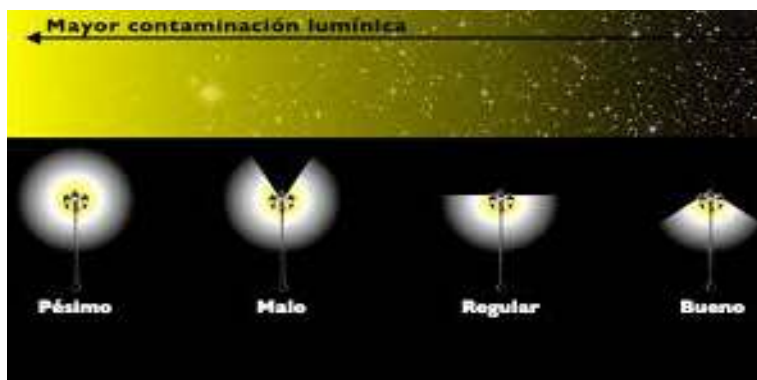 Mayor contaminación lumínica
Pésimo
Malo
Regular
Bueno